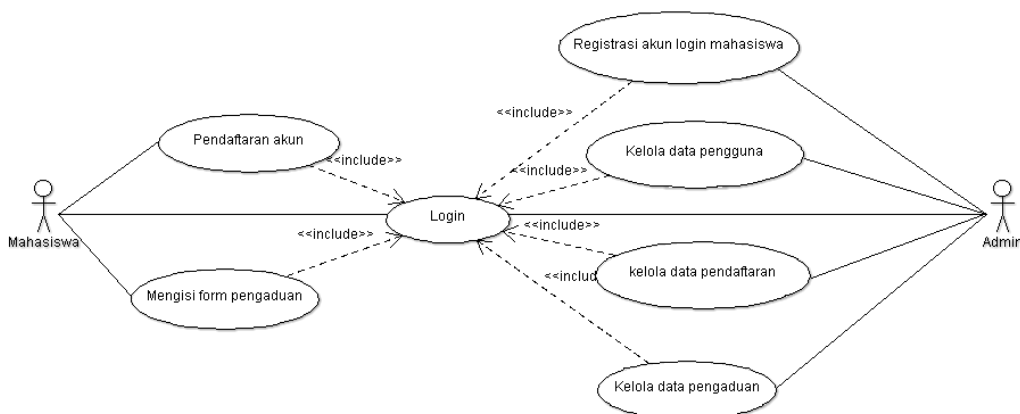 Registrasi akun login mahasiswa
<<include>>
Pendaftaran akun
<<include>>
Kelola data pengguna
<<include>>
Login
Mahasiswa
Admin
<<include>>
<<include>>
kelola data pendaftaran
<<includ
Mengisi form pengaduan
Kelola data pengaduan